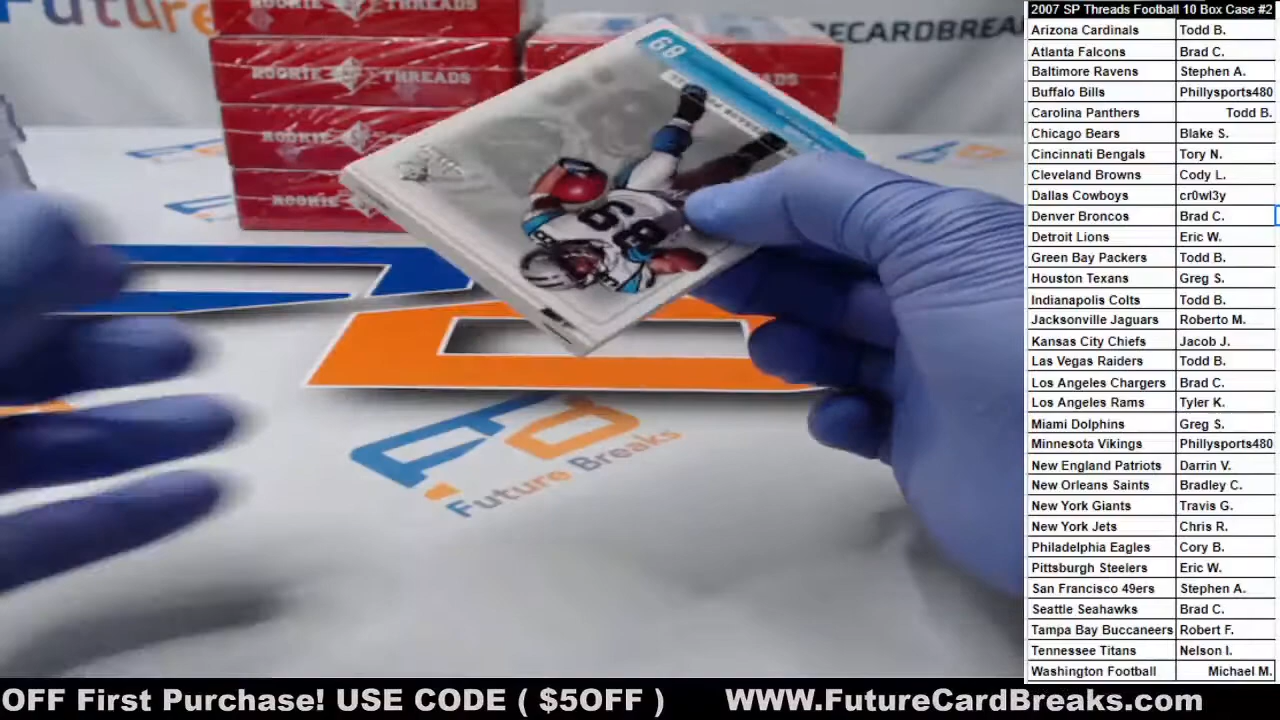 Future
ECARDBREA
ROOKIE THREADS
THREADS
ROOKIE THREADS
ROOKIE THREADS
ROOKIE
89
89
Future Breaks
2007 SP Threads Football 10 Box Case #2
Arizona Cardinals Todd B.
Atlanta Falcons Brad C.
Baltimore Ravens Stephen A.
Buffalo Bills Phillysports480
Carolina Panthers Todd B.
Chicago Bears Blake S.
Cincinnati Bengals Tory N.
Cleveland Browns Cody L.
Dallas Cowboys cr0wl3y
Denver Broncos Brad C.
Detroit Lions Eric W.
Green Bay Packers Todd B.
Houston Texans Greg S.
Indianapolis Colts Todd B.
Jacksonville Jaguars Roberto M.
Kansas City Chiefs Jacob J.
Las Vegas Raiders Todd B.
Los Angeles Chargers Brad C.
Los Angeles Rams Tyler K.
Miami Dolphins Greg S.
Minnesota Vikings Phillysports480
New England Patriots Darrin V.
New Orleans Saints Bradley C.
New York Giants Travis G.
New York Jets Chris R.
Philadelphia Eagles Cory B.
Pittsburgh Steelers Eric W.
San Francisco 49ers Stephen A.
Seattle Seahawks Brad C.
Tampa Bay Buccaneers Robert F.
Tennessee Titans Nelson I.
Washington Football Michael M.
OFF First Purchase! USE CODE ( $5OFF ) WWW.FutureCardBreaks.com